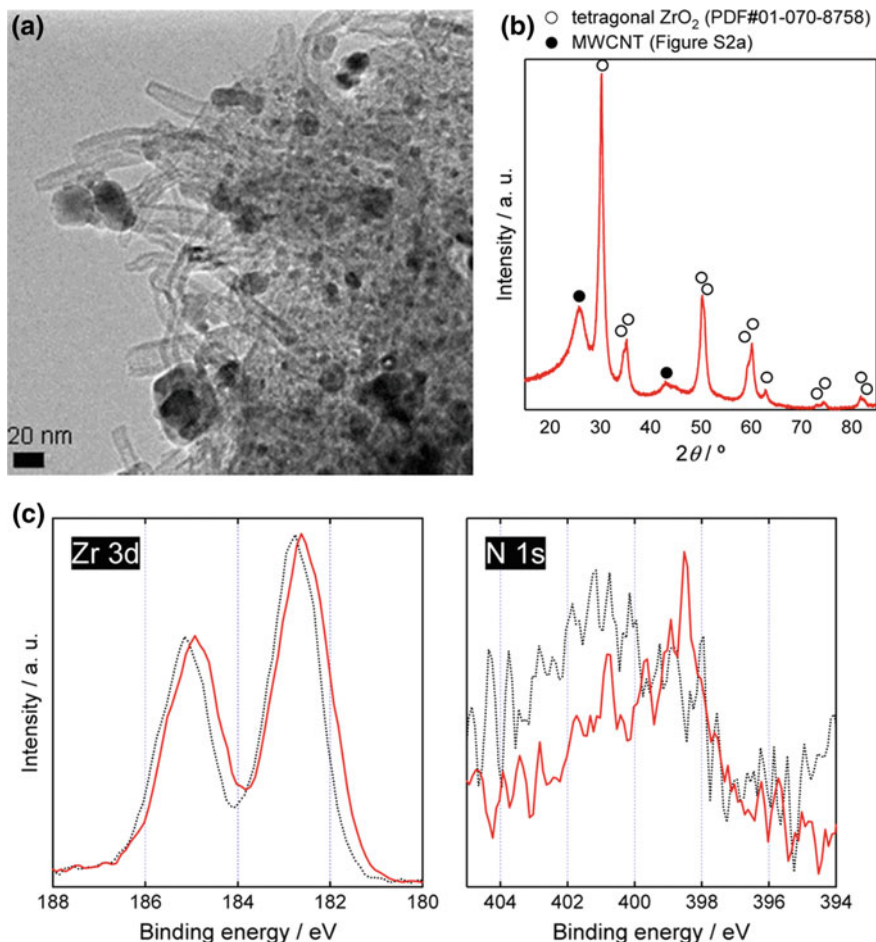 (a)
20 nm
(b)
○ tetragonal ZrO₂ (PDF#01-070-8758)
● MWCNT (Figure S2a)
Intensity / a. u.
20 30 40 50 60 70 80
2θ / º
(c)
Zr 3d
Intensity / a. u.
188 186 184 182 180
Binding energy / eV
N 1s
404 402 400 398 396 394
Binding energy / eV